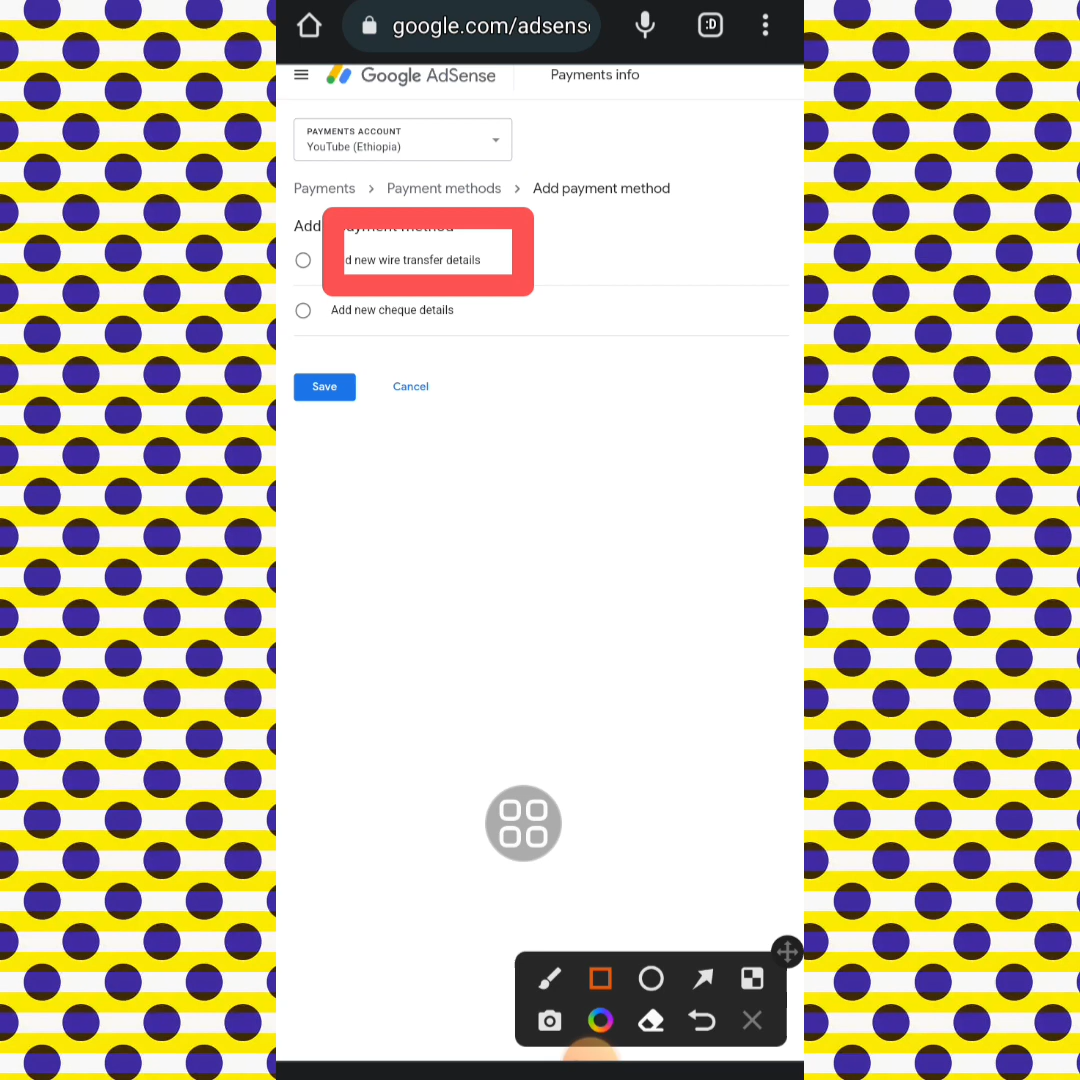 google.com/adsens
:D
Google AdSense
Payments info
PAYMENTS ACCOUNT
YouTube (Ethiopia)
Payments > Payment methods > Add payment method
Add payment method
d new wire transfer details
Add new cheque details
Save
Cancel